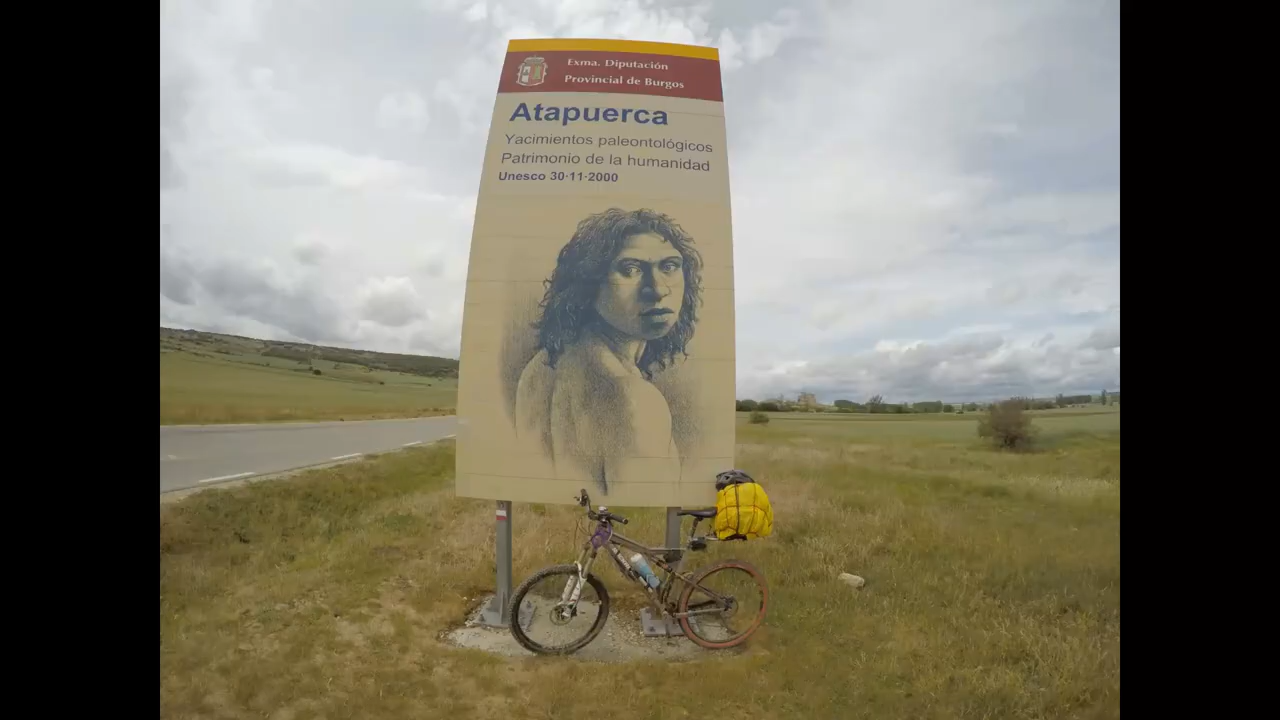 Exma. Diputación
Provincial de Burgos
Atapuerca
Yacimientos paleontológicos
Patrimonio de la humanidad
Unesco 30·11·2000